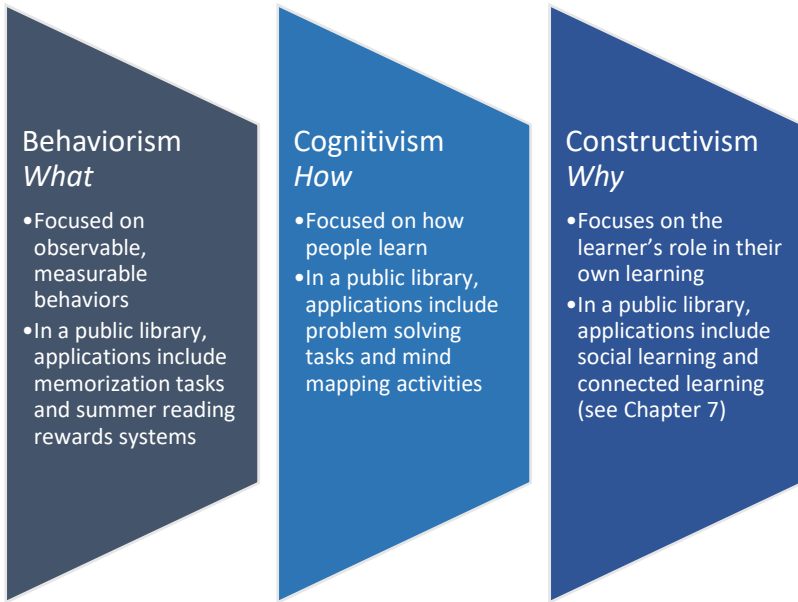 Behaviorism
What
•Focused on
observable,
measurable
behaviors
•In a public library,
applications include
memorization tasks
and summer reading
rewards systems
Cognitivism
How
•Focused on how
people learn
•In a public library,
applications include
problem solving
tasks and mind
mapping activities
Constructivism
Why
•Focuses on the
learner’s role in their
own learning
•In a public library,
applications include
social learning and
connected learning
(see Chapter 7)